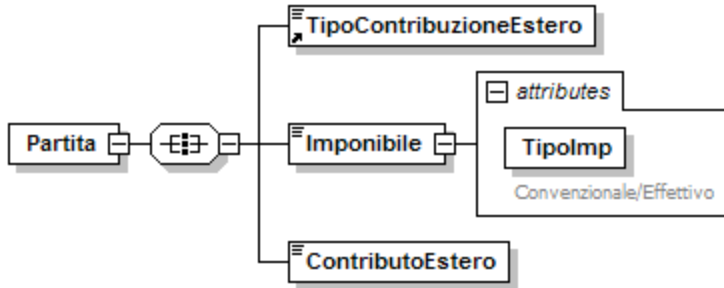 TipoContribuzioneEstero
attributes
Partita
Imponibile
TipoImp
Convenzionale/Effettivo
ContributoEstero